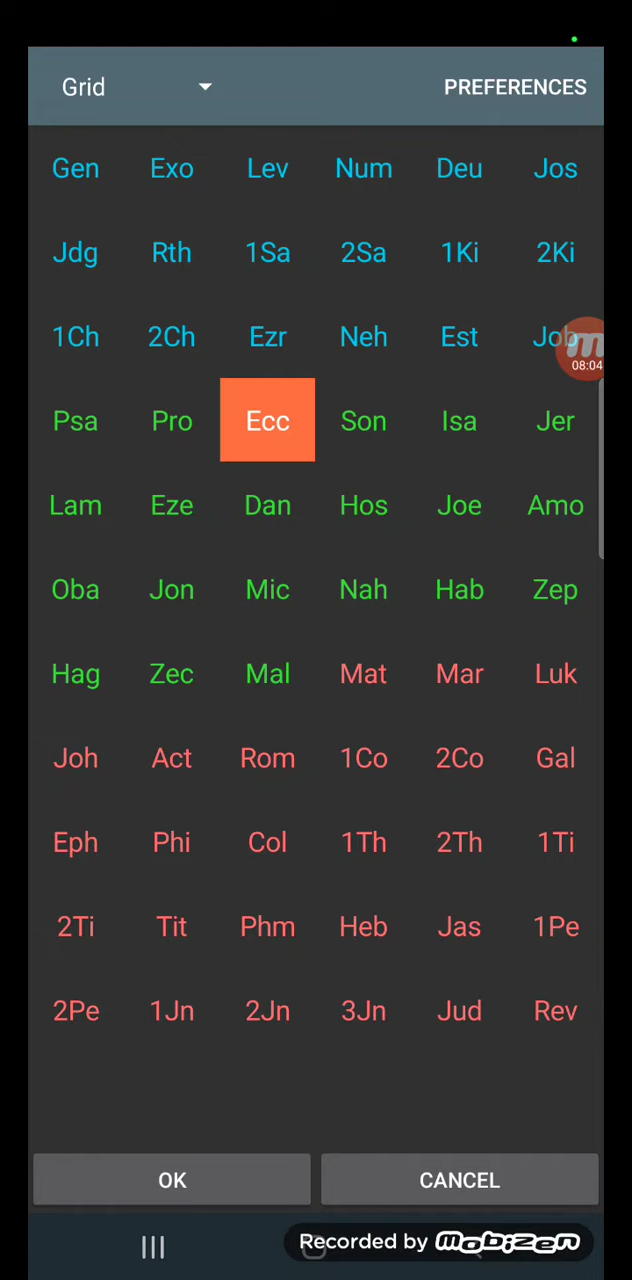 Grid PREFERENCES
Gen Exo Lev Num Deu Jos
Jdg Rth 1Sa 2Sa 1Ki 2Ki
1Ch 2Ch Ezr Neh Est Job
08:04
Psa Pro Ecc Son Isa Jer
Lam Eze Dan Hos Joe Amo
Oba Jon Mic Nah Hab Zep
Hag Zec Mal Mat Mar Luk
Joh Act Rom 1Co 2Co Gal
Eph Phi Col 1Th 2Th 1Ti
2Ti Tit Phm Heb Jas 1Pe
2Pe 1Jn 2Jn 3Jn Jud Rev
OK CANCEL
Recorded by mobizen